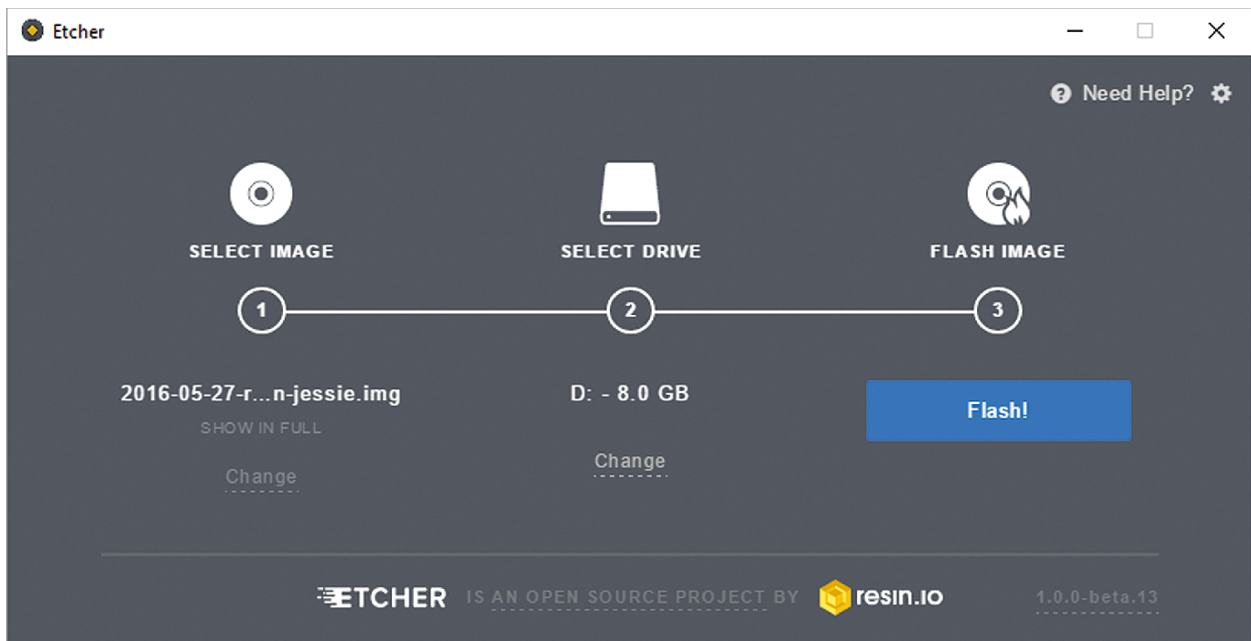 Etcher
Need Help?
SELECT IMAGE
SELECT DRIVE
FLASH IMAGE
1
2
3
2016-05-27-r...n-jessie.img
D: - 8.0 GB
Flash!
SHOW IN FULL
Change
Change
ETCHER IS AN OPEN SOURCE PROJECT BY resin.io 1.0.0-beta.13